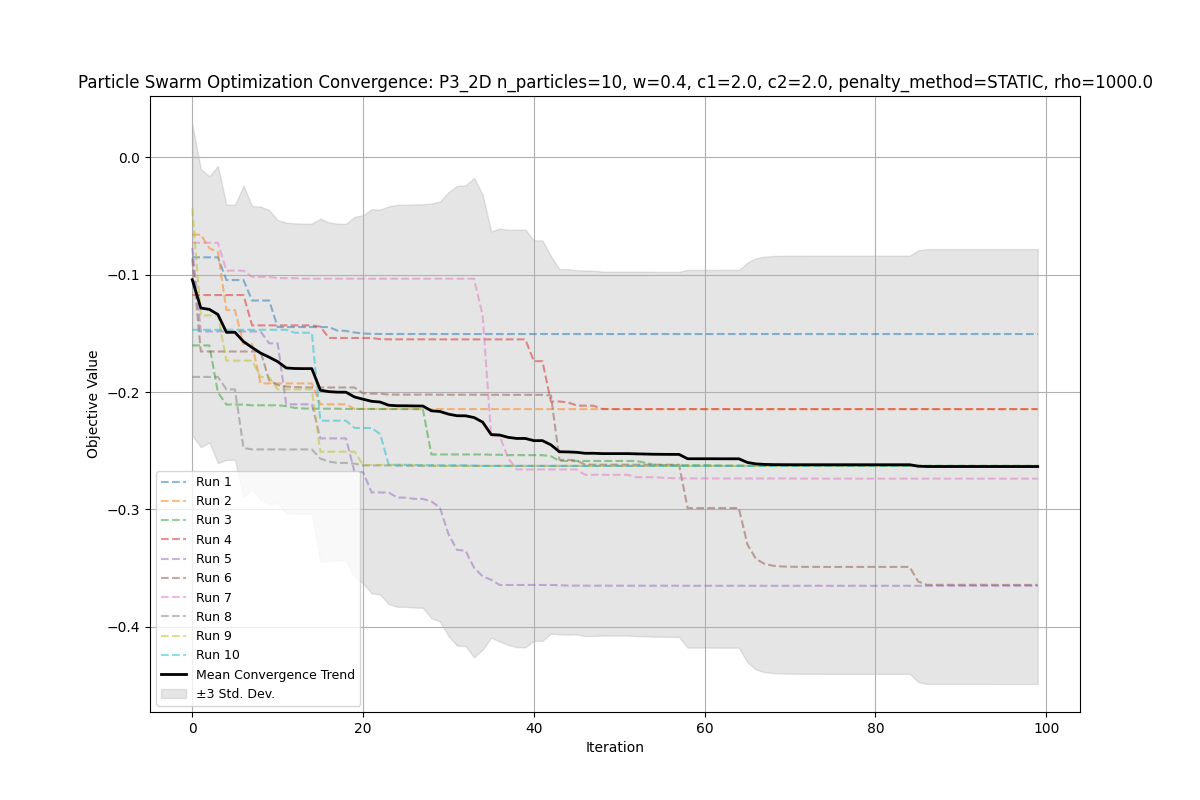 Particle Swarm Optimization Convergence: P3_2D n_particles=10, w=0.4, c1=2.0, c2=2.0, penalty_method=STATIC, rho=1000.0
Objective Value
0.0
−0.1
−0.2
−0.3
−0.4
Run 1
Run 2
Run 3
Run 4
Run 5
Run 6
Run 7
Run 8
Run 9
Run 10
Mean Convergence Trend
±3 Std. Dev.
0 20 40 60 80 100
Iteration